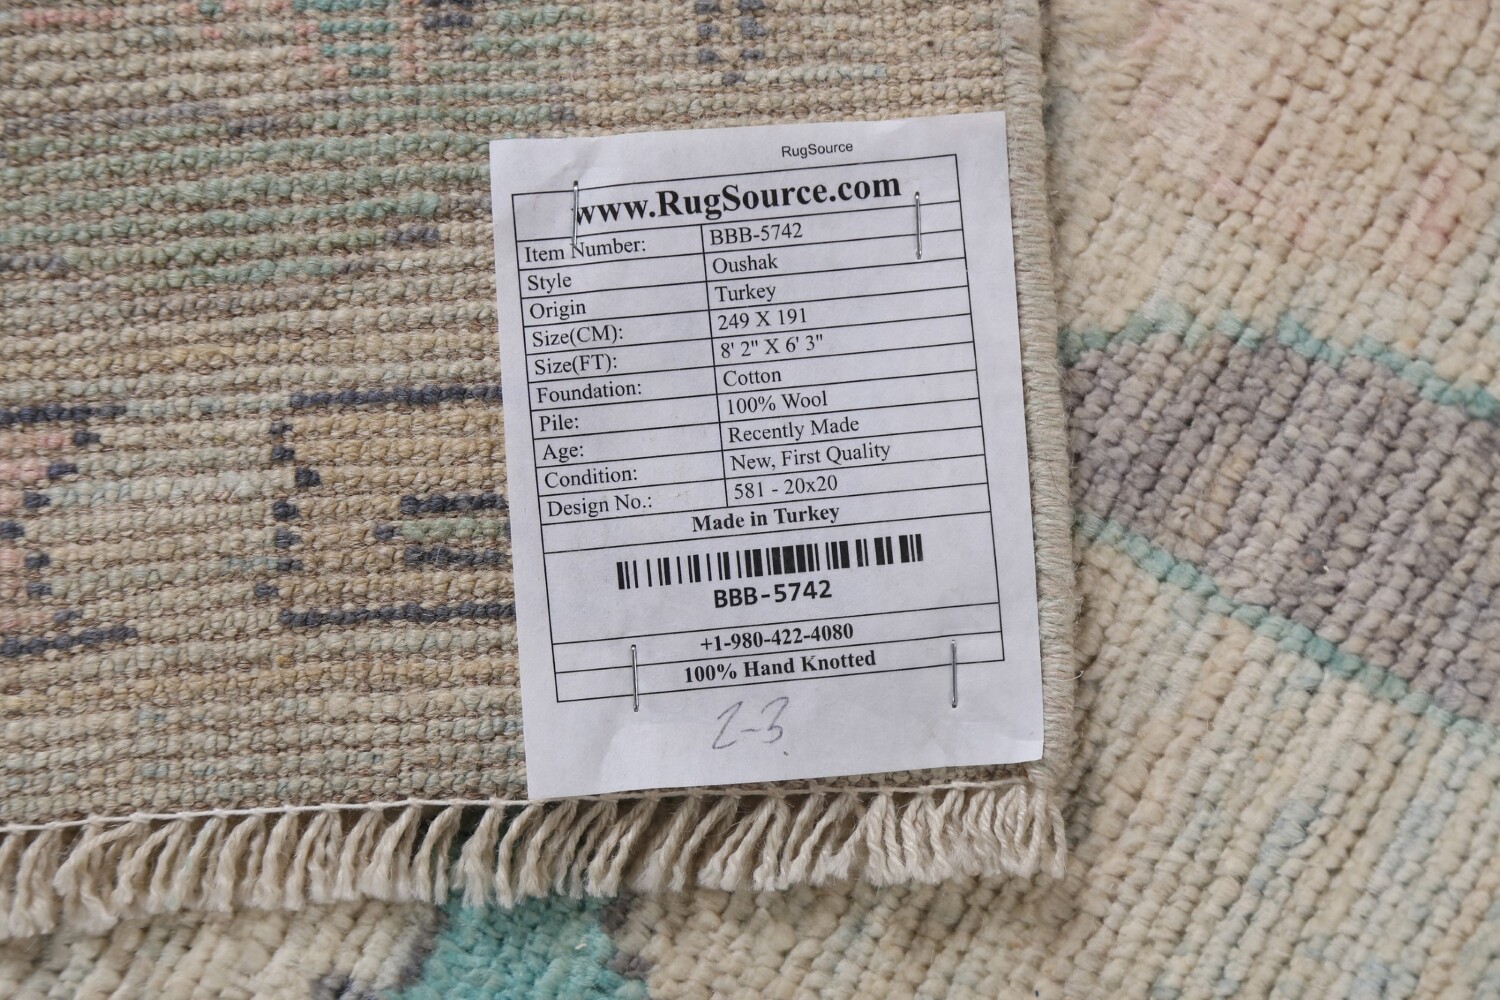 RugSource
www.RugSource.com
Item Number: BBB-5742
Style Oushak
Origin Turkey
Size(CM): 249 X 191
Size(FT): 8' 2" X 6' 3"
Foundation: Cotton
Pile: 100% Wool
Age: Recently Made
Condition: New, First Quality
Design No.: 581 - 20x20
Made in Turkey
BBB-5742
+1-980-422-4080
100% Hand Knotted
2-3